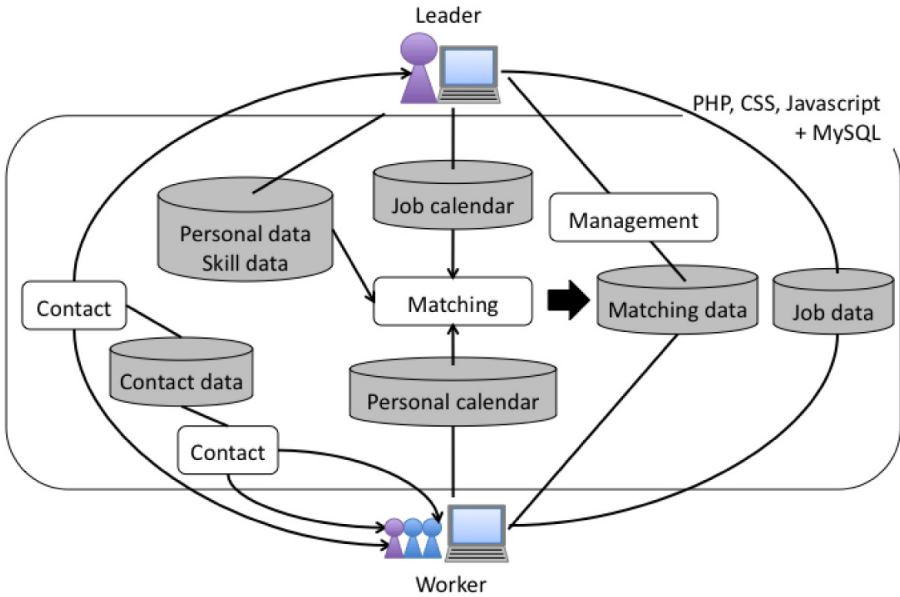 Leader
PHP, CSS, Javascript
+ MySQL
Personal data
Skill data
Job calendar
Management
Contact
Matching
Matching data
Job data
Contact data
Personal calendar
Contact
Worker